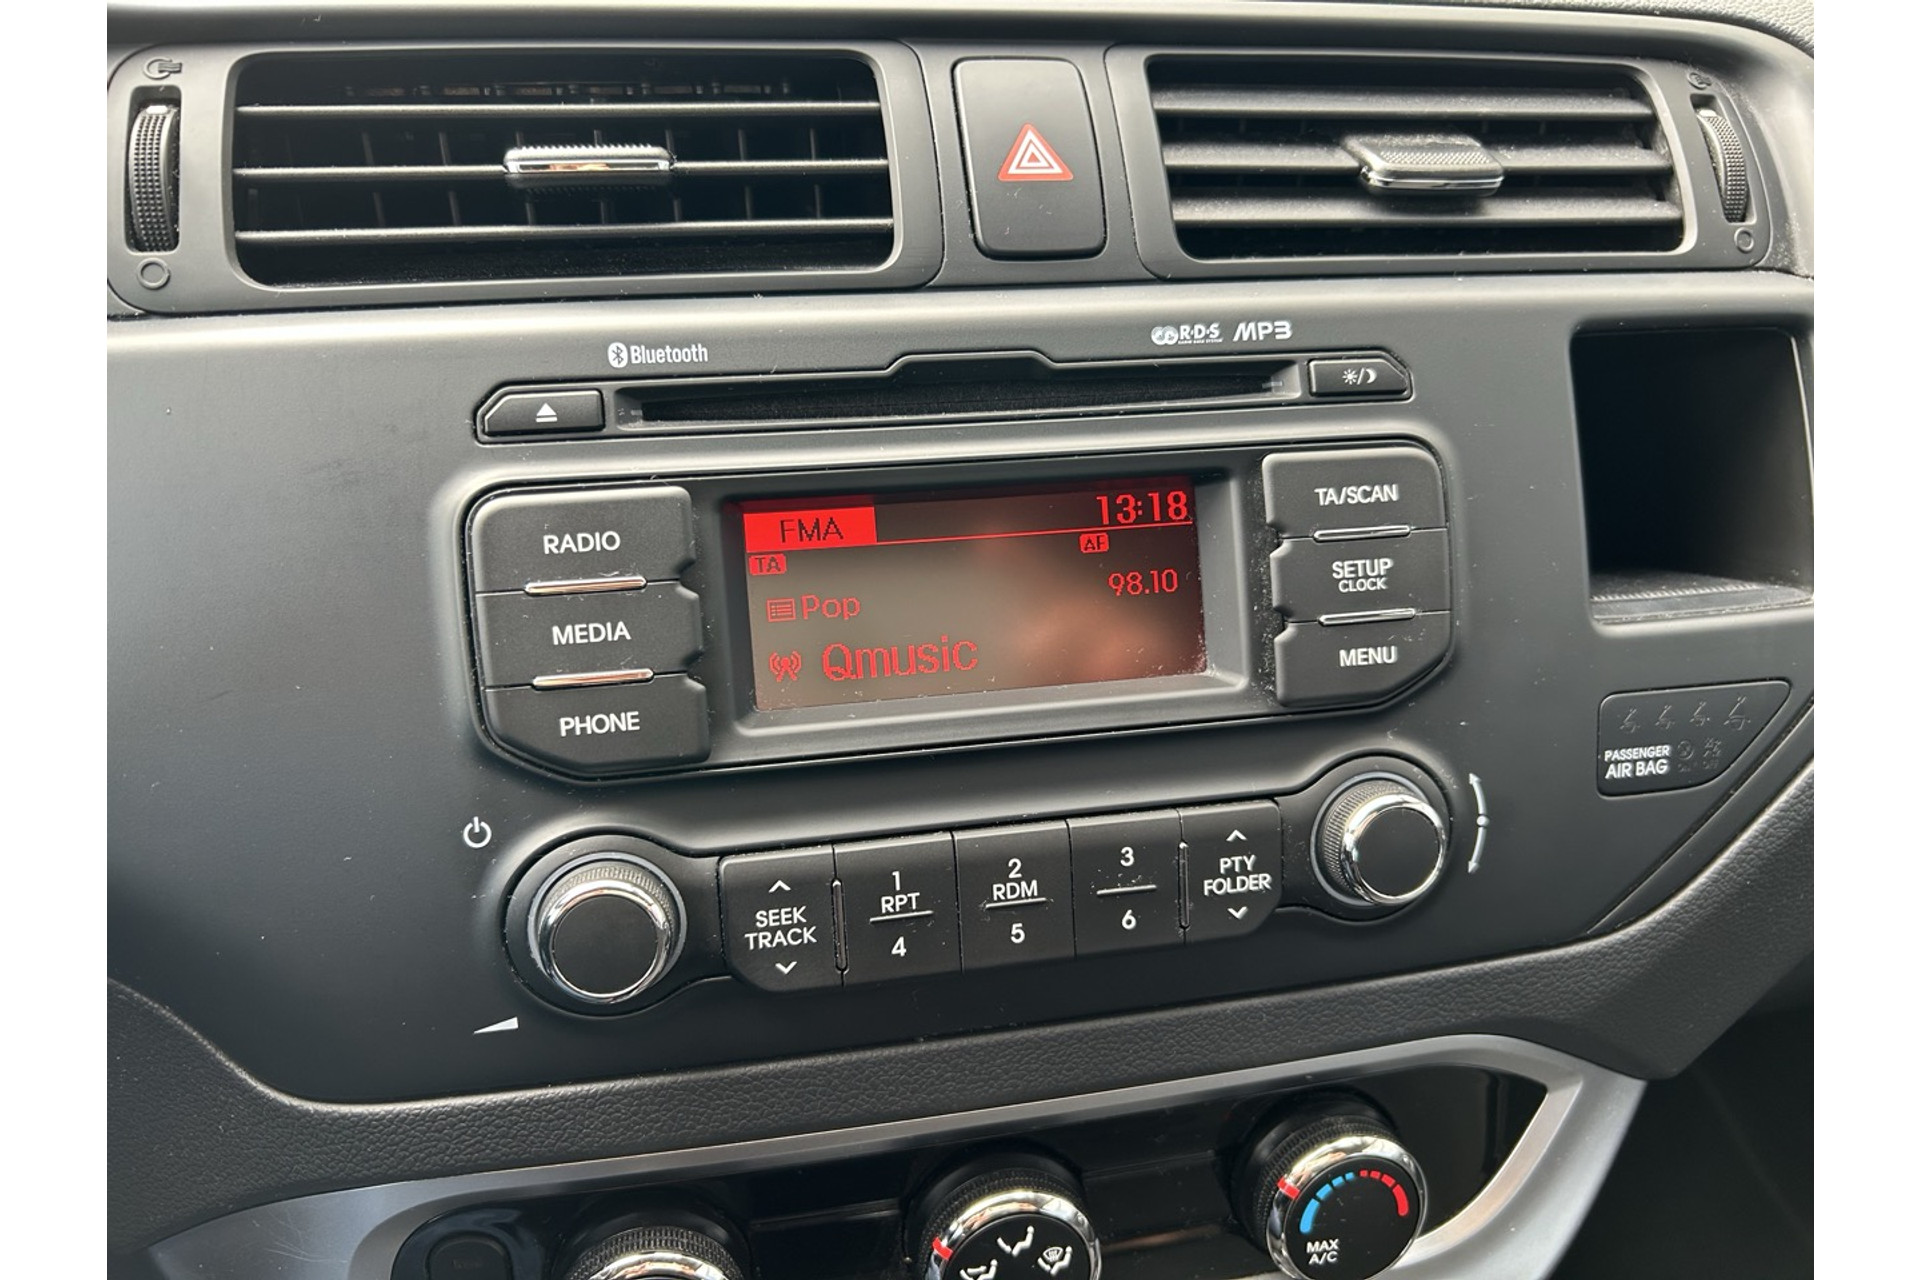 Bluetooth
R·D·S MP3
RADIO
MEDIA
PHONE
FMA
13:18
TA
AF
98.10
Pop
Qmusic
TA/SCAN
SETUP
CLOCK
MENU
PASSENGER
AIR BAG
SEEK
TRACK
1
RPT
4
2
RDM
5
3
6
PTY
FOLDER
MAX
A/C